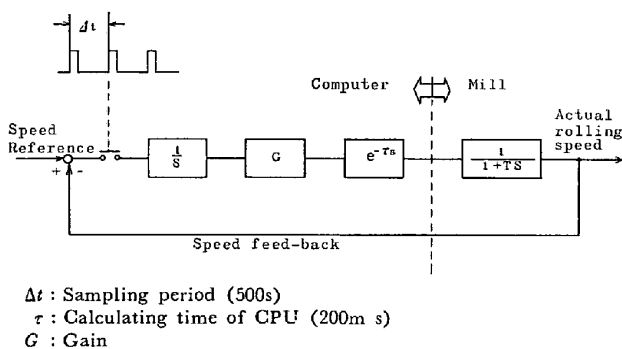 Δt
Computer
Mill
Speed
Reference
Actual
rolling
speed
+ -
1/S
G
e^-τs
1/1+TS
Speed feed-back
Δt : Sampling period (500s)
τ : Calculating time of CPU (200m s)
G : Gain